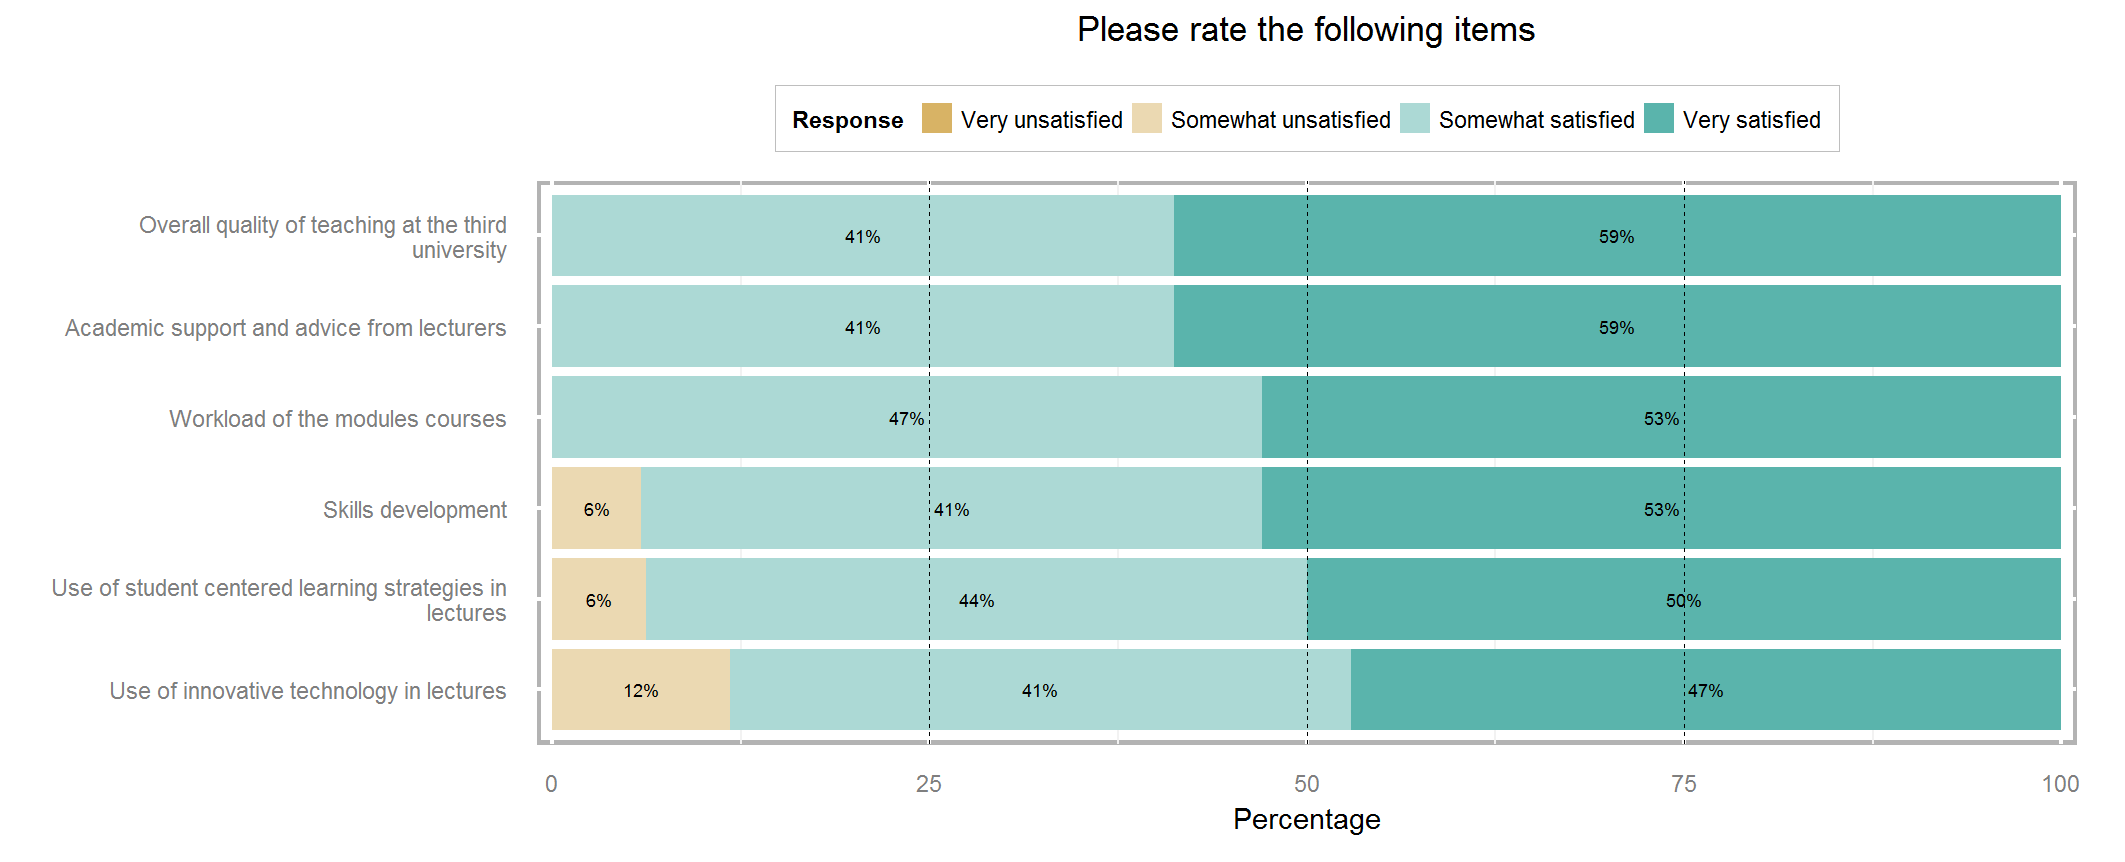 Please rate the following items
Response Very unsatisfied Somewhat unsatisfied Somewhat satisfied Very satisfied
Overall quality of teaching at the third
university
41% 59%
Academic support and advice from lecturers
41% 59%
Workload of the modules courses
47% 53%
Skills development
6% 41% 53%
Use of student centered learning strategies in
lectures
6% 44% 50%
Use of innovative technology in lectures
12% 41% 47%
0 25 50 75 100
Percentage